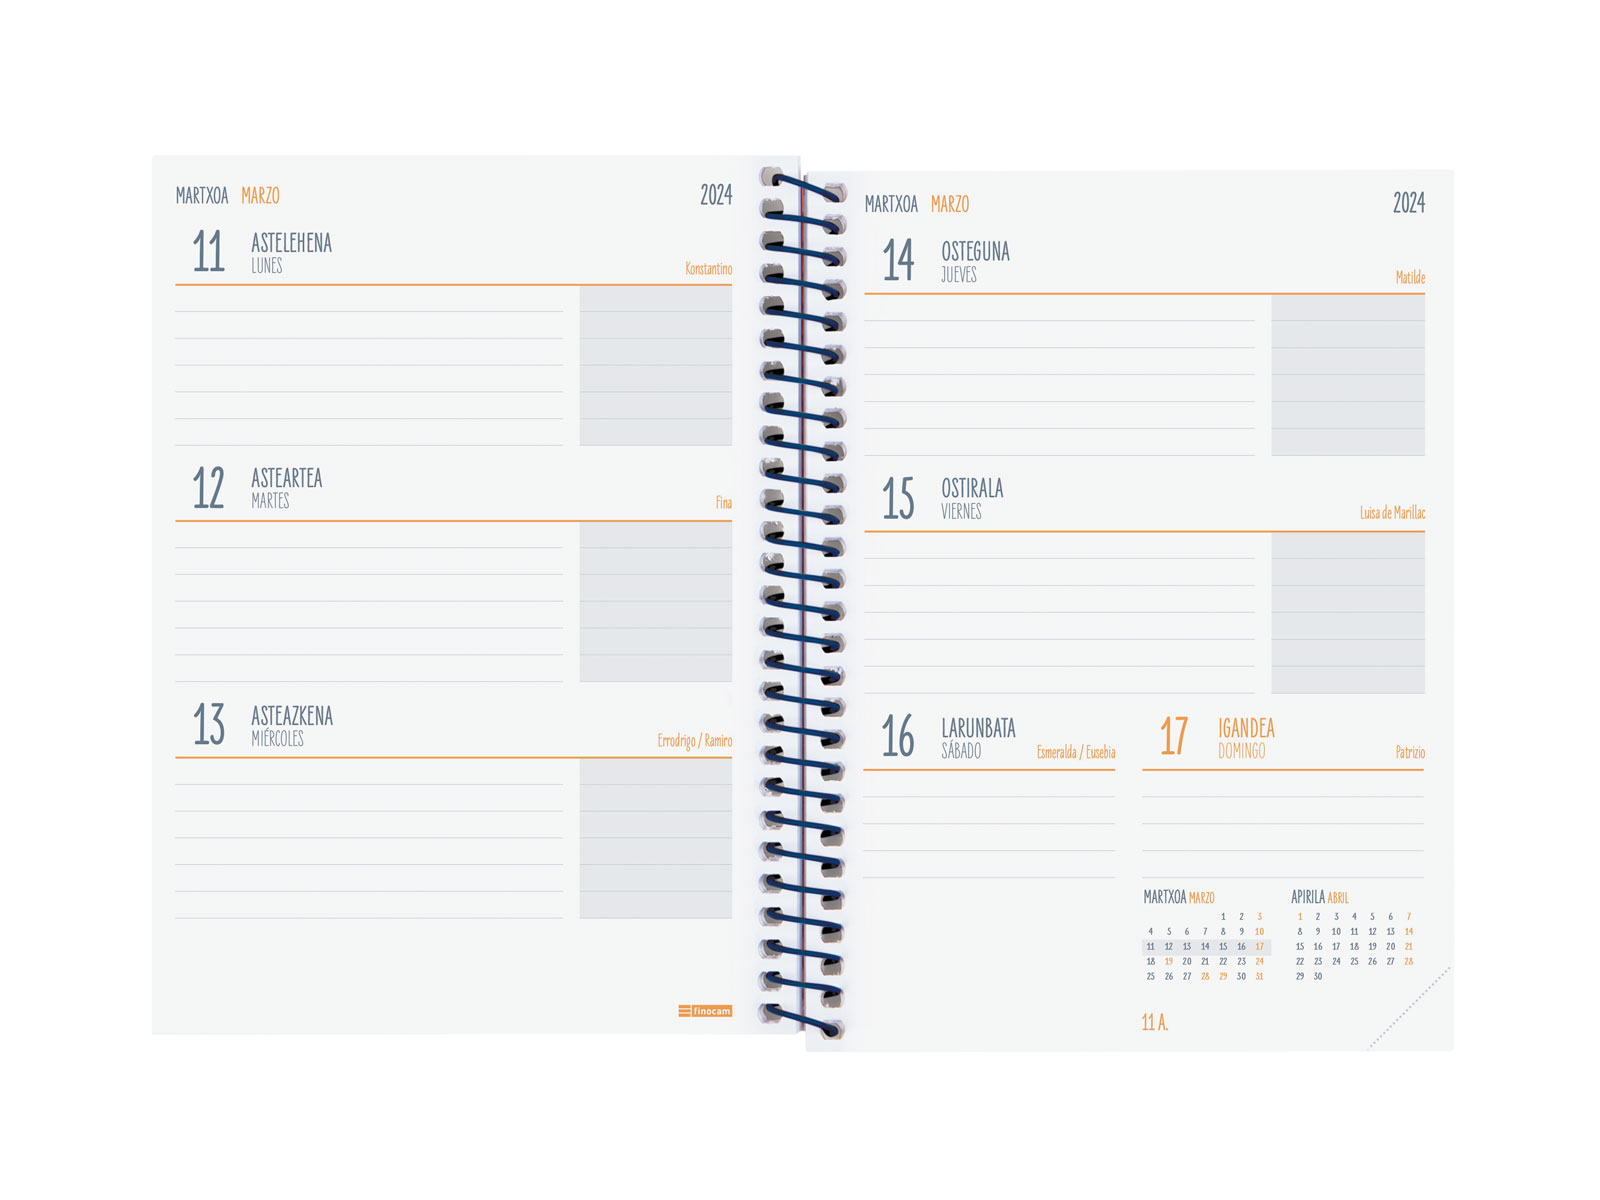 MARTXOA MARZO 2024
11 ASTELEHENA
LUNES
Konstantino
12 ASTEARTEA
MARTES
Fina
13 ASTEAZKENA
MIÉRCOLES
Errodrigo / Ramiro
finocam
MARTXOA MARZO 2024
14 OSTEGUNA
JUEVES
Matilde
15 OSTIRALA
VIERNES
Luisa de Marillac
16 LARUNBATA
SÁBADO
Esmeralda / Eusebia
17 IGANDEA
DOMINGO
Patrizio
MARTXOA MARZO
1 2 3
4 5 6 7 8 9 10
11 12 13 14 15 16 17
18 19 20 21 22 23 24
25 26 27 28 29 30 31
APIRILA ABRIL
1 2 3 4 5 6 7
8 9 10 11 12 13 14
15 16 17 18 19 20 21
22 23 24 25 26 27 28
29 30
11 A.